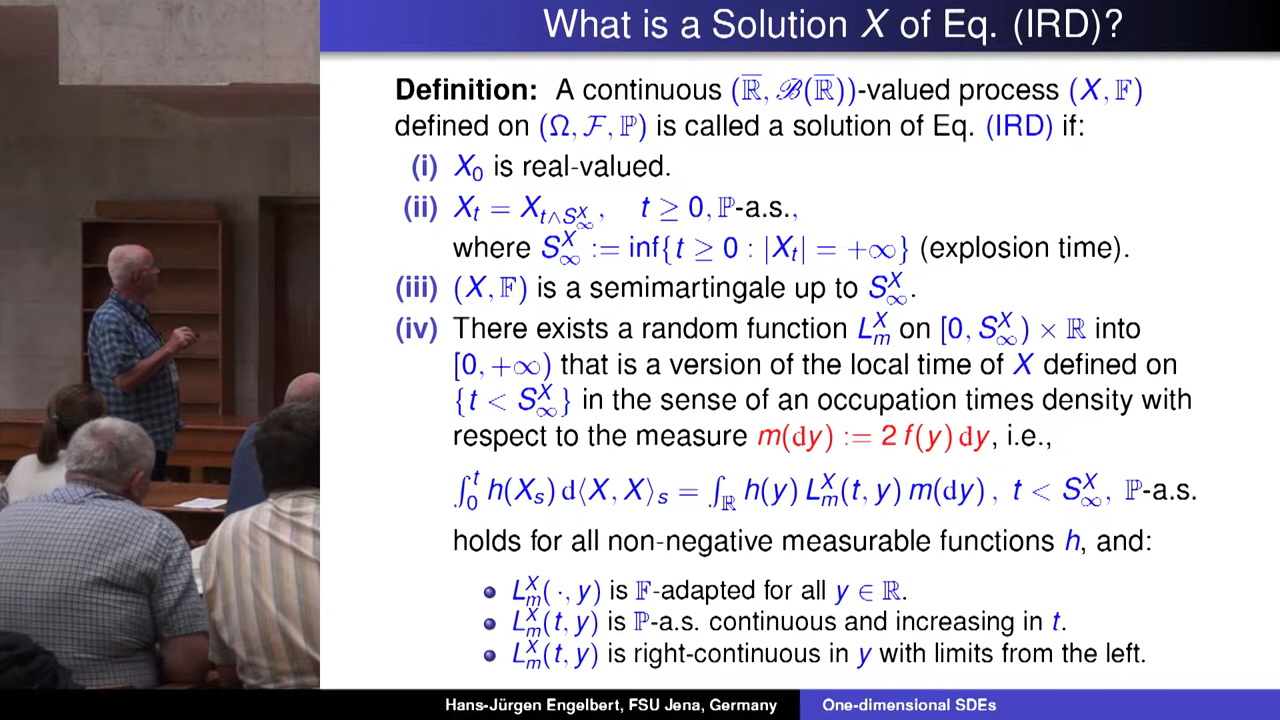 What is a Solution X of Eq. (IRD)?
Definition: A continuous (ℝ̅, ℬ(ℝ̅))-valued process (X, 𝔽)
defined on (Ω, ℱ, ℙ) is called a solution of Eq. (IRD) if:
(i) X₀ is real-valued.
(ii) X_t = X_{t∧S^X_∞}, t ≥ 0, ℙ-a.s.,
where S^X_∞ := inf{t ≥ 0 : |X_t| = +∞} (explosion time).
(iii) (X, 𝔽) is a semimartingale up to S^X_∞.
(iv) There exists a random function L^X_m on [0, S^X_∞) × ℝ into
[0, +∞) that is a version of the local time of X defined on
{t < S^X_∞} in the sense of an occupation times density with
respect to the measure m(dy) := 2 f(y) dy, i.e.,
∫₀^t h(X_s) d⟨X, X⟩_s = ∫_ℝ h(y) L^X_m(t, y) m(dy), t < S^X_∞, ℙ-a.s.
holds for all non-negative measurable functions h, and:
• L^X_m(·, y) is 𝔽-adapted for all y ∈ ℝ.
• L^X_m(t, y) is ℙ-a.s. continuous and increasing in t.
• L^X_m(t, y) is right-continuous in y with limits from the left.
Hans-Jürgen Engelbert, FSU Jena, Germany One-dimensional SDEs